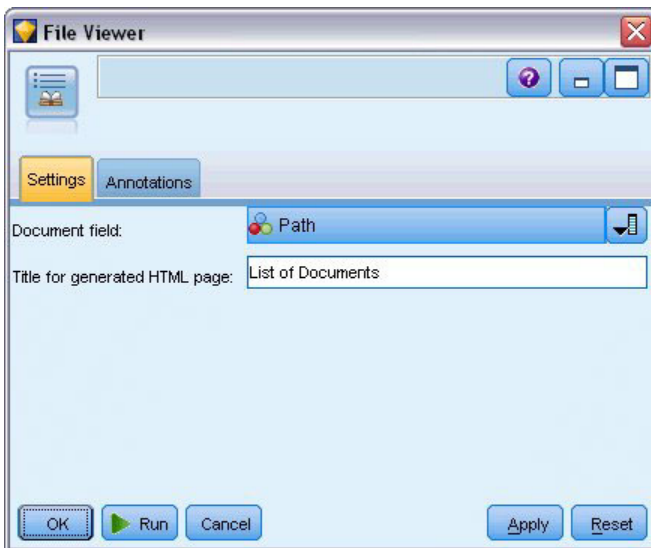 File Viewer
Settings
Annotations
Document field:
Path
Title for generated HTML page:
List of Documents
OK
Run
Cancel
Apply
Reset